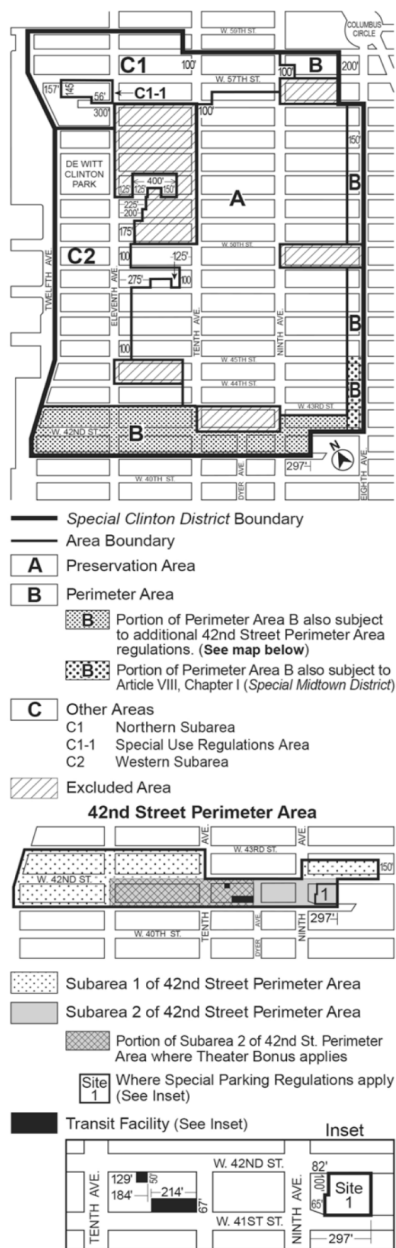 W. 59TH ST.
COLUMBUS
CIRCLE
C1
100'
B
200'
W. 57TH ST.
100'
157'
145'
56'
C1-1
300'
100'
150'
DE WITT
CLINTON
PARK
400'
125'
125'
150'
A
B
225'
200'
175'
W. 50TH ST.
C2
100'
125'
275'
100'
TWELFTH AVE.
ELEVENTH AVE.
TENTH AVE.
NINTH AVE.
B
100'
W. 45TH ST.
W. 44TH ST.
B
W. 43RD ST.
W. 42ND ST.
B
N
W. 40TH ST.
DYER AVE
297'
EIGHTH AVE.
Special Clinton District Boundary
Area Boundary
A Preservation Area
B Perimeter Area
B Portion of Perimeter Area B also subject
to additional 42nd Street Perimeter Area
regulations. (See map below)
B Portion of Perimeter Area B also subject to
Article VIII, Chapter I (Special Midtown District)
C Other Areas
C1 Northern Subarea
C1-1 Special Use Regulations Area
C2 Western Subarea
Excluded Area
42nd Street Perimeter Area
AVE.
W. 43RD ST.
AVE.
150'
W. 42ND ST.
1
W. 40TH ST.
TENTH
DYER AVE
NINTH
297'
Subarea 1 of 42nd Street Perimeter Area
Subarea 2 of 42nd Street Perimeter Area
Portion of Subarea 2 of 42nd St. Perimeter
Area where Theater Bonus applies
Site
1
Where Special Parking Regulations apply
(See Inset)
Transit Facility (See Inset)
Inset
W. 42ND ST.
82'
129'
50'
184'
214'
67'
100'
65'
Site
1
TENTH AVE.
W. 41ST ST.
NINTH AVE.
297'